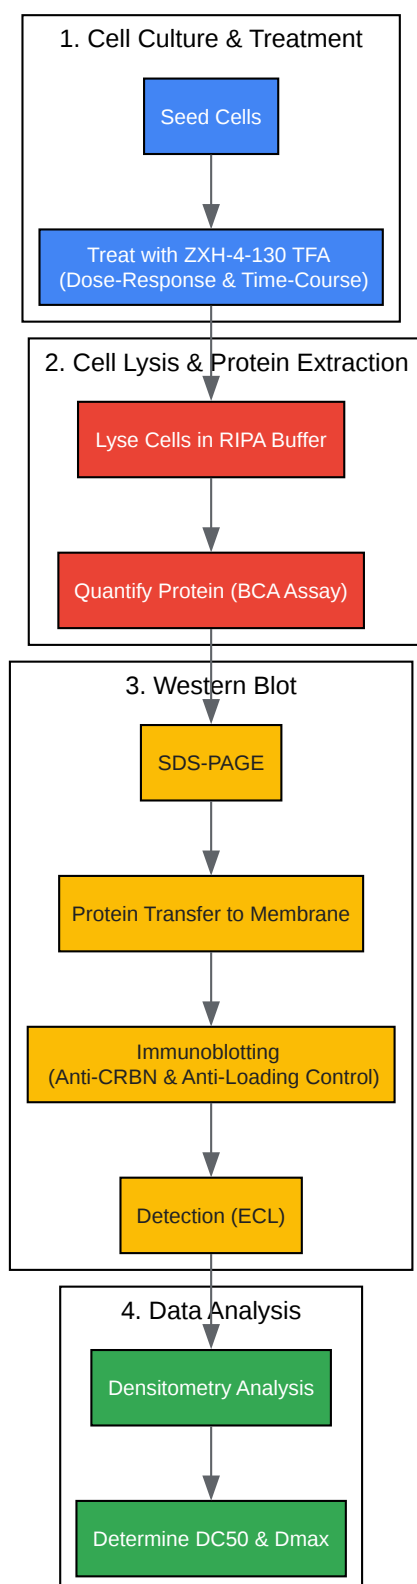 1. Cell Culture & Treatment
Seed Cells
Treat with ZXH-4-130 TFA
(Dose-Response & Time-Course)
2. Cell Lysis & Protein Extraction
Lyse Cells in RIPA Buffer
Quantify Protein (BCA Assay)
3. Western Blot
SDS-PAGE
Protein Transfer to Membrane
Immunoblotting
(Anti-CRBN & Anti-Loading Control)
Detection (ECL)
4. Data Analysis
Densitometry Analysis
Determine DC50 & Dmax